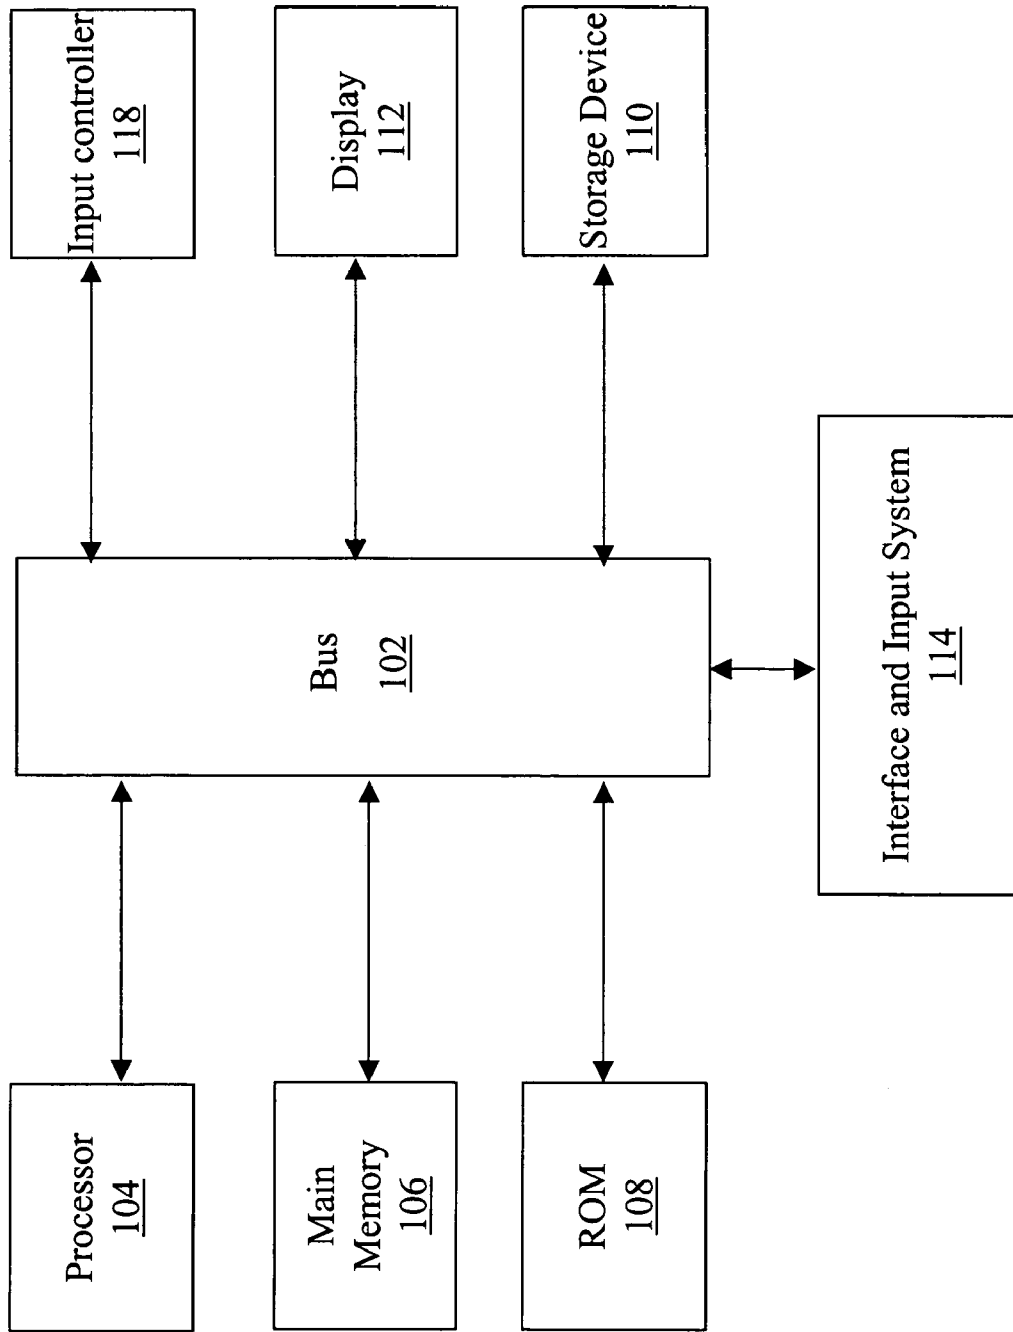 Processor
104
Main
Memory
106
ROM
108
Bus
102
Input controller
118
Display
112
Storage Device
110
Interface and Input System
114